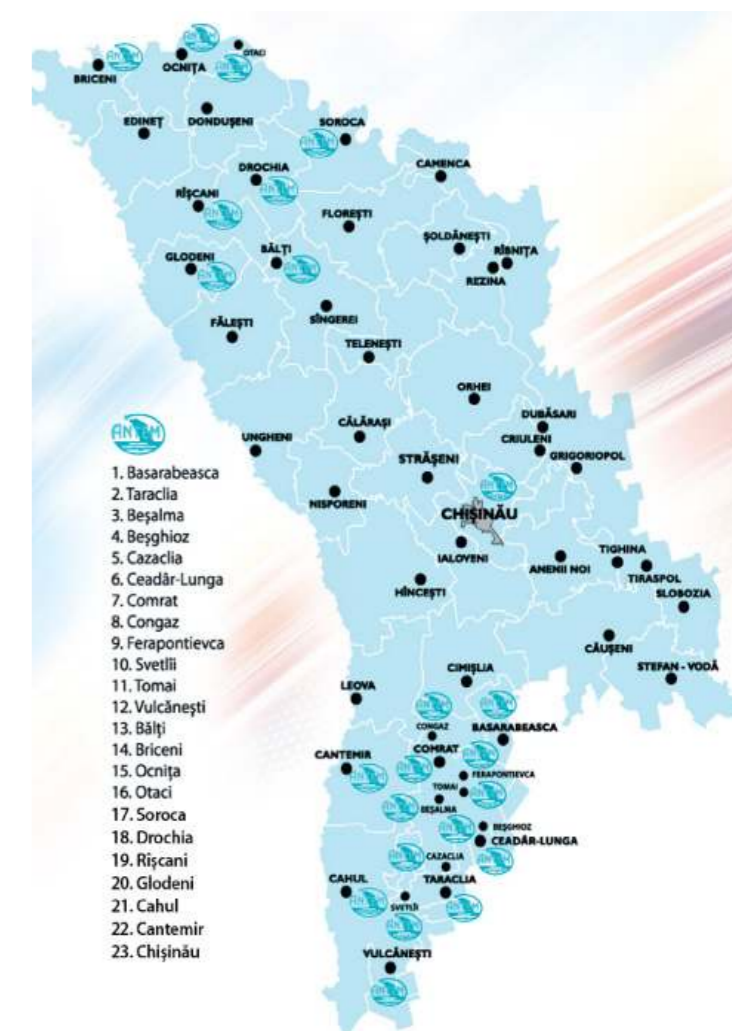 OTACI
OCNIȚA
BRICENI
EDINEȚ
DONDUȘENI
SOROCA
CAMENCA
DROCHIA
RÎȘCANI
FLOREȘTI
ȘOLDĂNEȘTI
RÎBNIȚA
REZINA
GLODENI
BĂLȚI
SÎNGEREI
FĂLEȘTI
TELENEȘTI
ORHEI
DUBĂSARI
CRIULENI
GRIGORIOPOL
CĂLĂRAȘI
UNGHENI
STRĂȘENI
NISPORENI
CHIȘINĂU
IALOVENI
ANENII NOI
TIGHINA
TIRASPOL
SLOBOZIA
HÎNCEȘTI
CĂUȘENI
STEFAN - VODĂ
CIMIȘLIA
LEOVA
CONGAZ
BASARABEASCA
COMRAT
CANTEMIR
FERAPONTIEVCA
TOMAI
BEȘALMA
BEȘGHIOZ
CEADÂR-LUNGA
CAZACLIA
CAHUL
TARACLIA
SVETLÎI
VULCĂNEȘTI
ANTEM
1. Basarabeasca
2. Taraclia
3. Beșalma
4. Beșghioz
5. Cazaclia
6. Ceadâr-Lunga
7. Comrat
8. Congaz
9. Ferapontievca
10. Svetlîi
11. Tomai
12. Vulcănești
13. Bălți
14. Briceni
15. Ocnița
16. Otaci
17. Soroca
18. Drochia
19. Rîșcani
20. Glodeni
21. Cahul
22. Cantemir
23. Chișinău